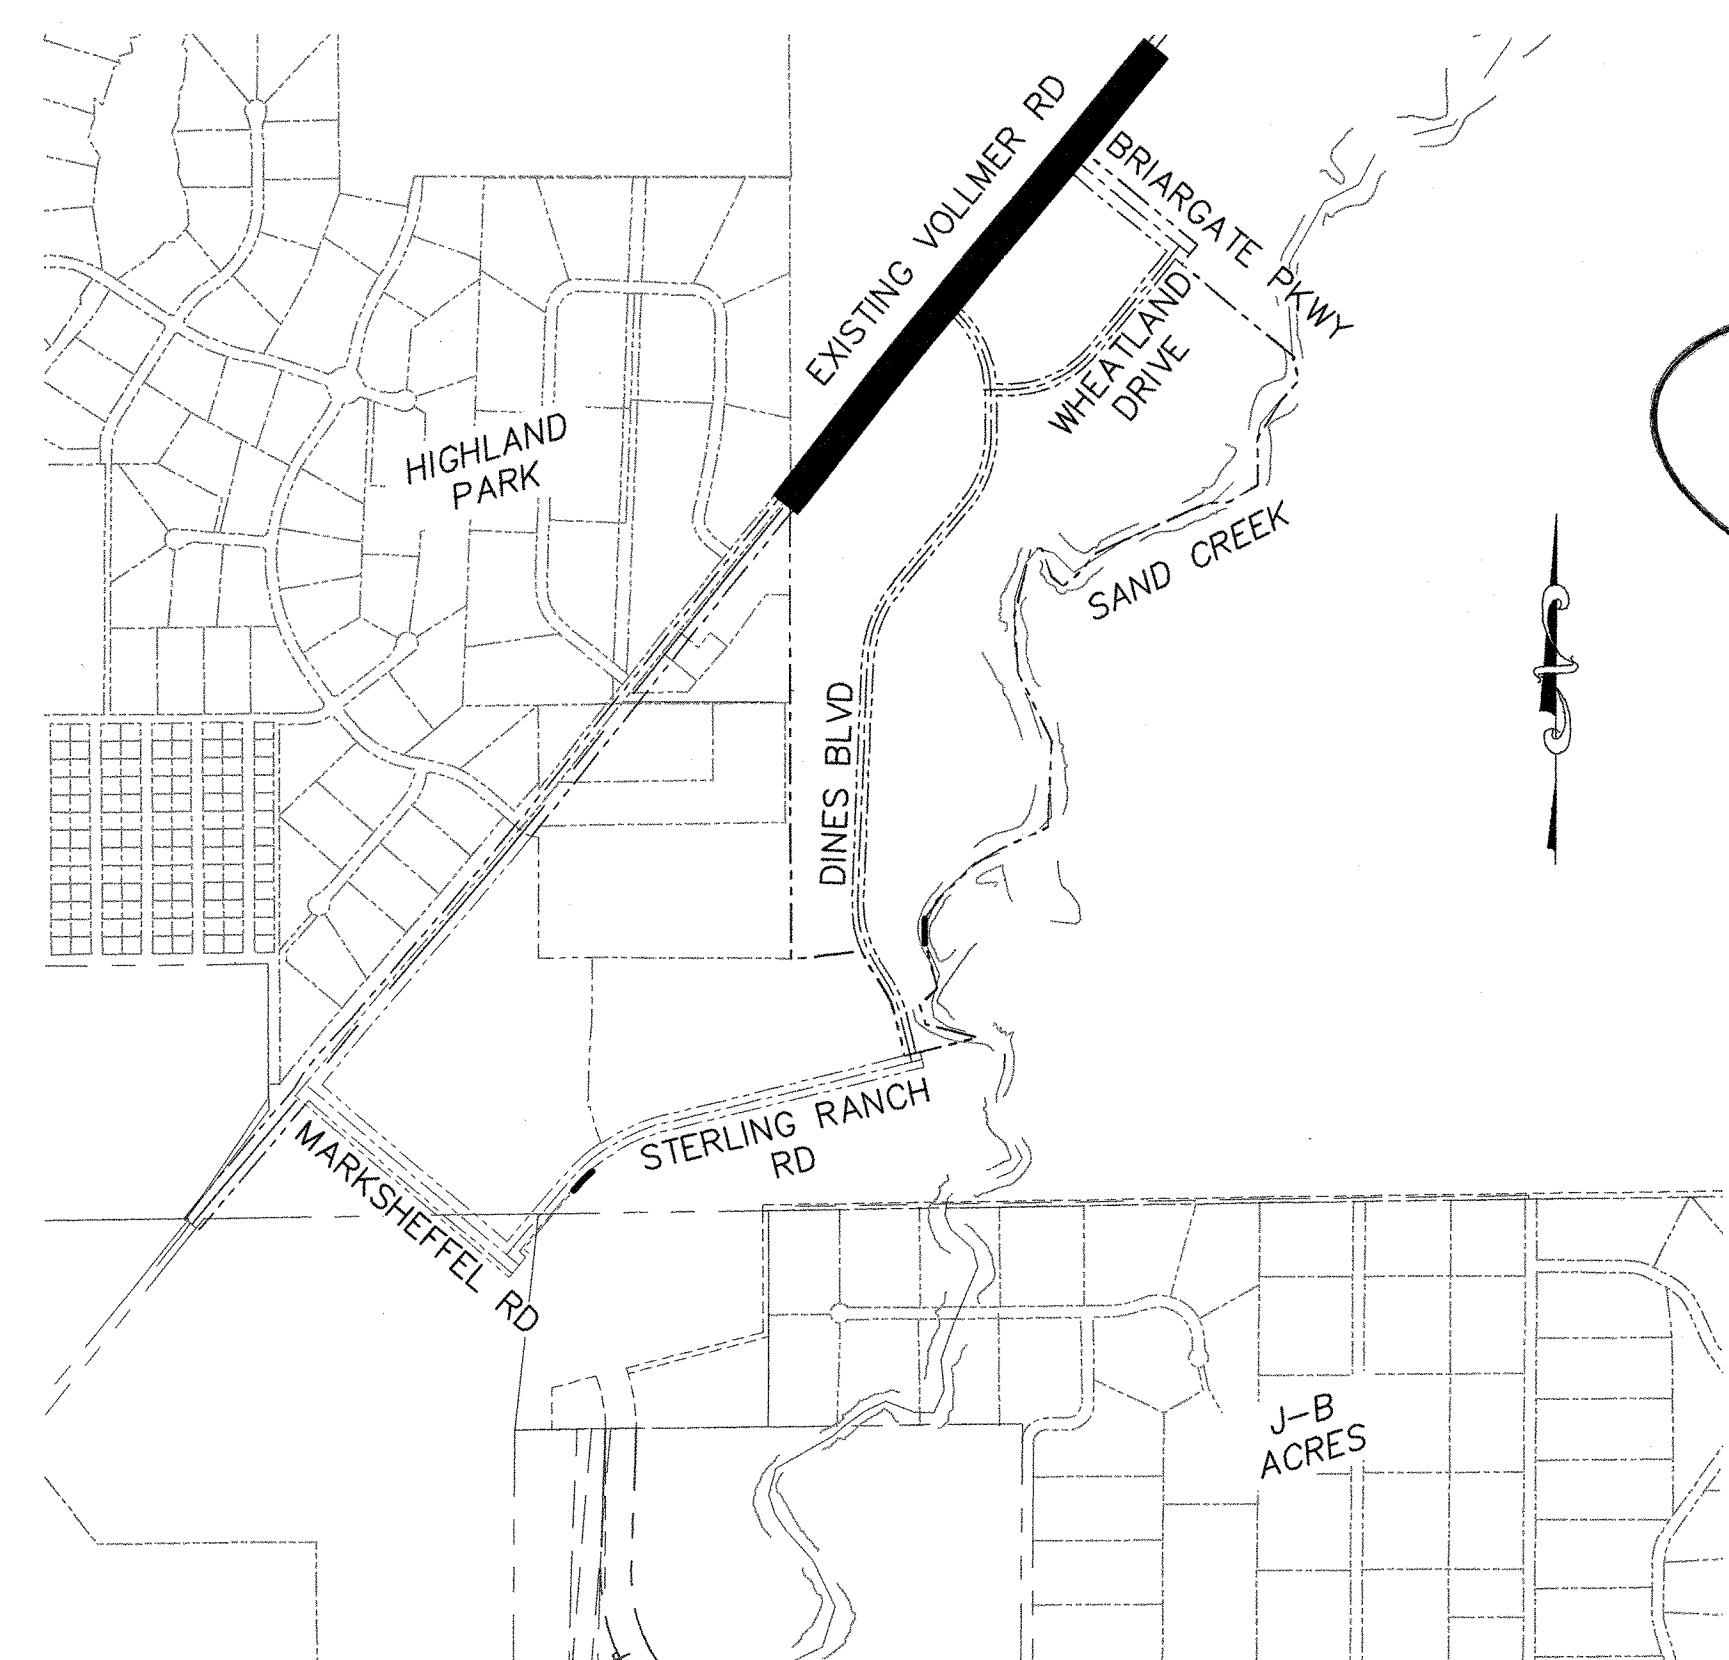 EXISTING VOLLMER RD
BRIARGATE PKWY
WHEATLAND
DRIVE
HIGHLAND
PARK
SAND CREEK
DINES BLVD
STERLING RANCH
RD
MARKSHEFFEL RD
J-B
ACRES